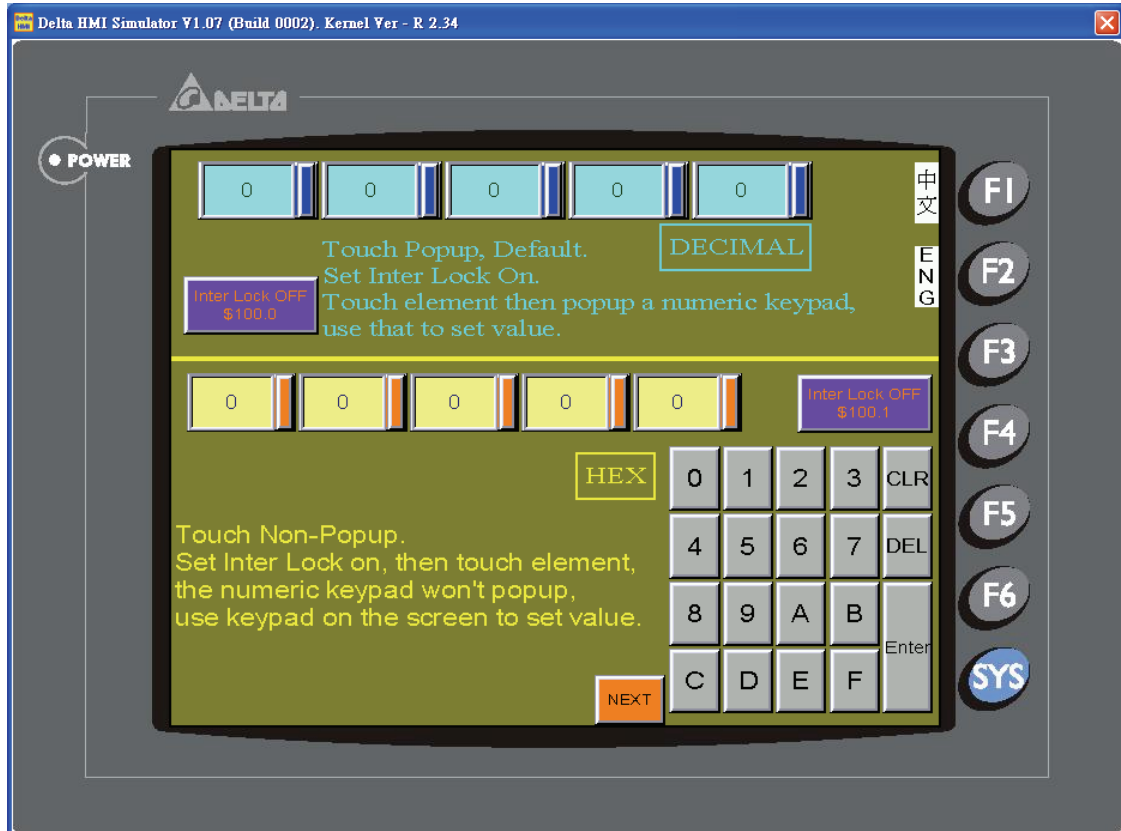 Delta HMI Simulator V1.07 (Build 0002). Kernel Ver - R 2.34
DELTA
POWER
0 0 0 0 0
中文
F1
Touch Popup, Default.
DECIMAL
Set Inter Lock On.
Touch element then popup a numeric keypad,
use that to set value.
Inter Lock OFF
$100.0
ENG
F2
F3
0 0 0 0 0
Inter Lock OFF
$100.1
F4
HEX
0 1 2 3 CLR
Touch Non-Popup.
Set Inter Lock on, then touch element,
the numeric keypad won't popup,
use keypad on the screen to set value.
4 5 6 7 DEL
F5
8 9 A B Enter
F6
C D E F
NEXT
SYS